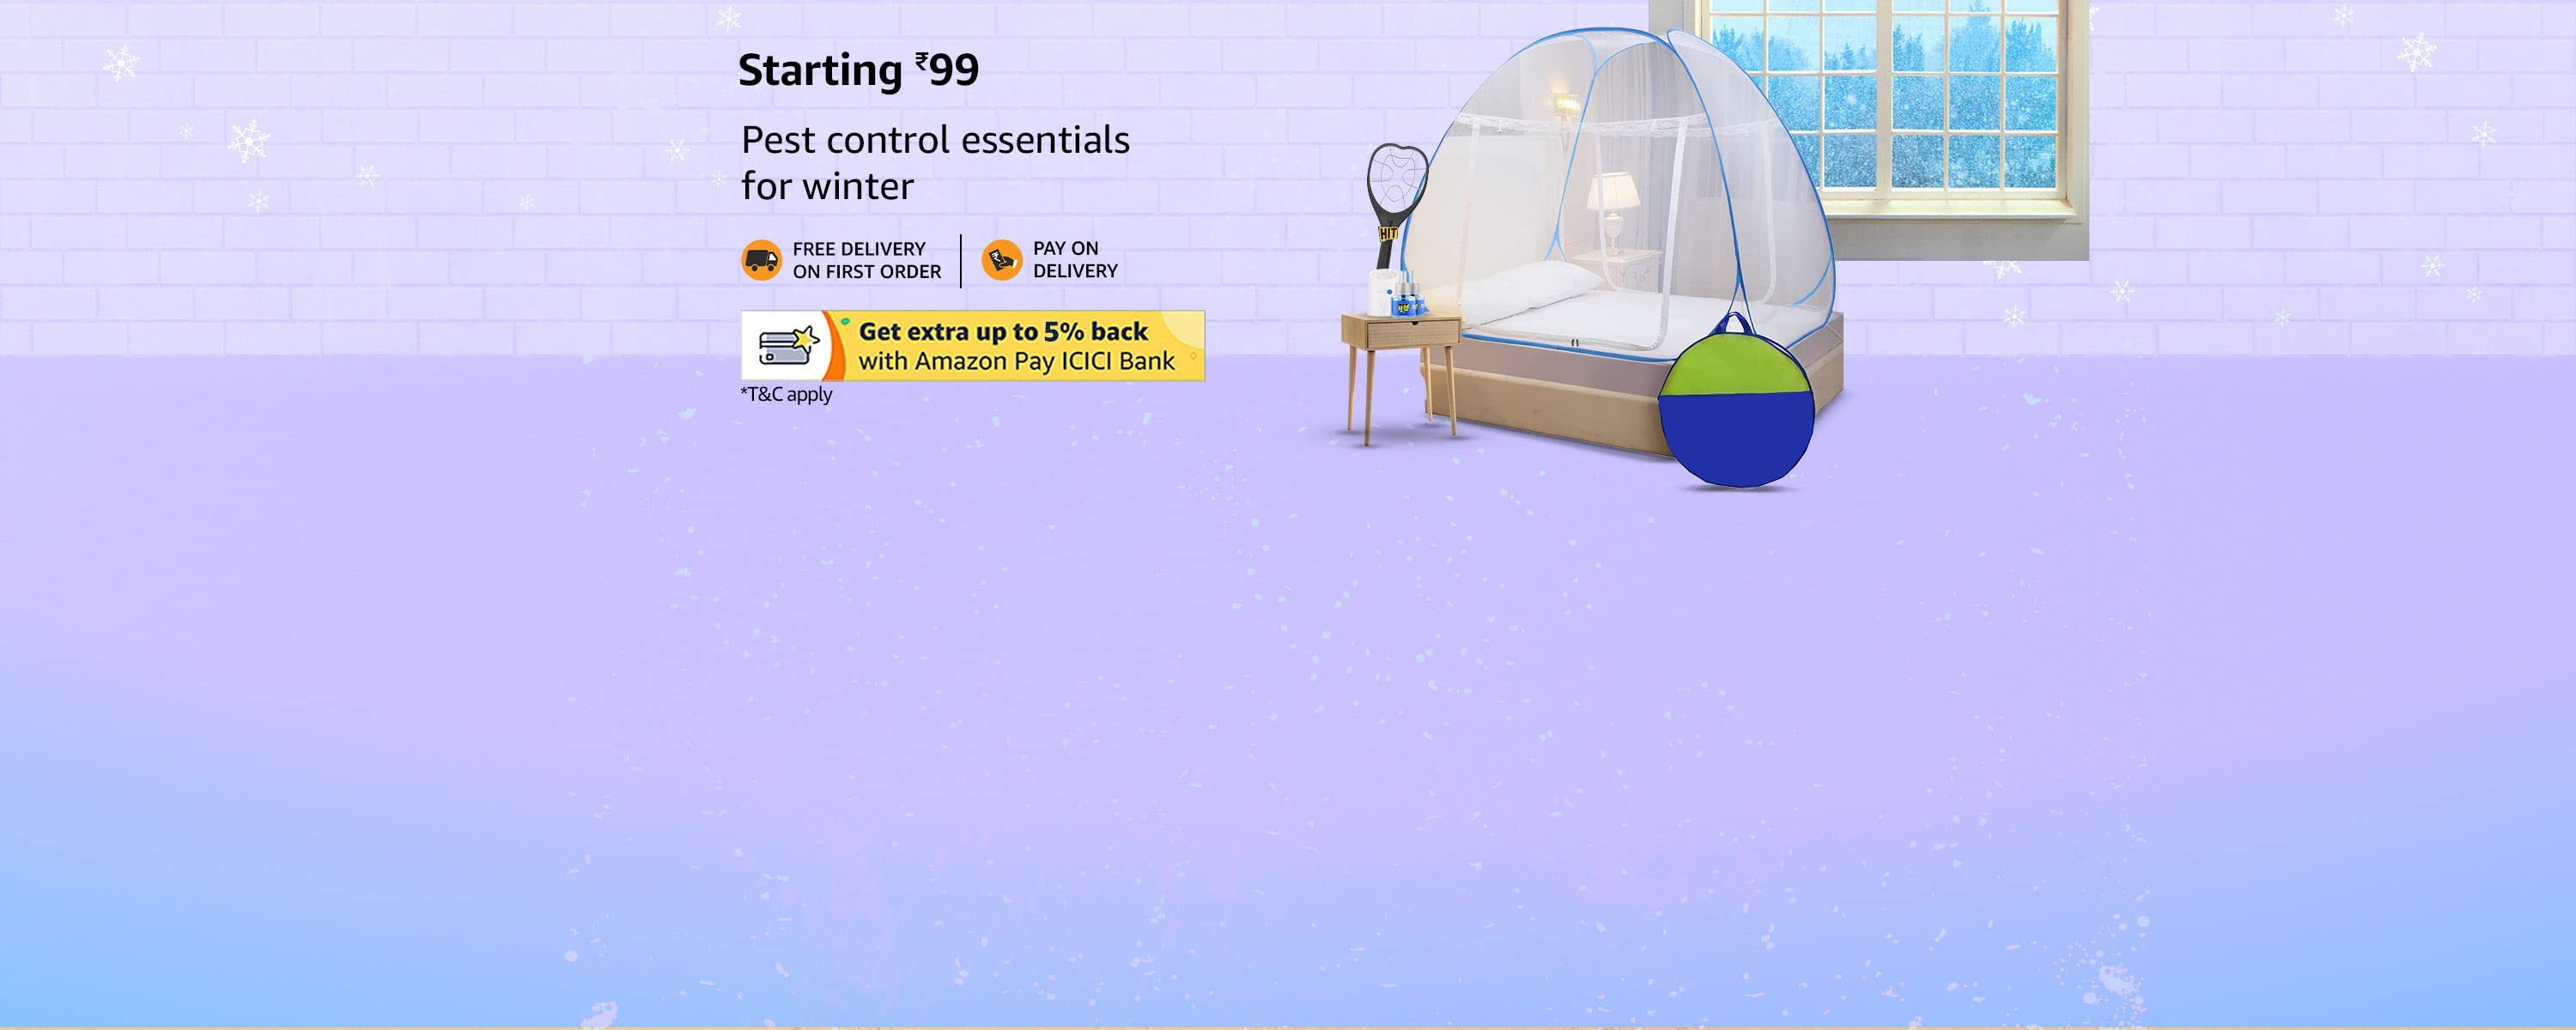 Starting ₹99
Pest control essentials
for winter
FREE DELIVERY
ON FIRST ORDER
PAY ON
DELIVERY
Get extra up to 5% back
with Amazon Pay ICICI Bank
*T&C apply
HIT